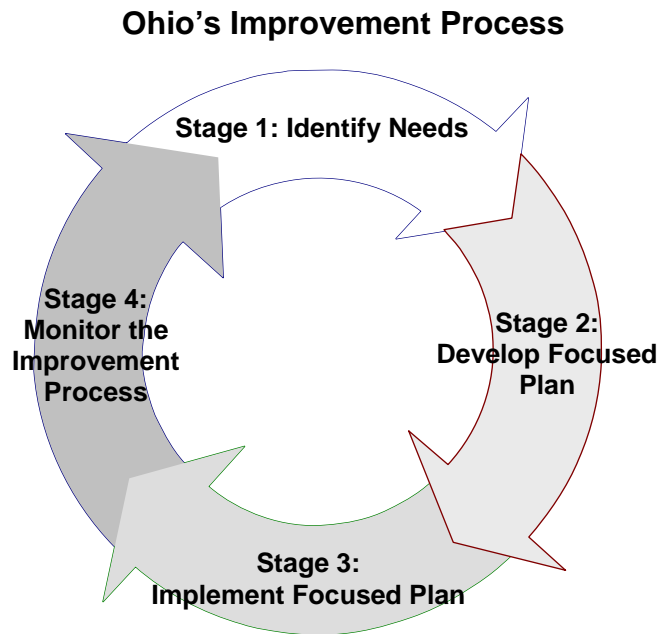 Ohio's Improvement Process
Stage 1: Identify Needs
Stage 2:
Develop Focused
Plan
Stage 3:
Implement Focused Plan
Stage 4:
Monitor the
Improvement
Process